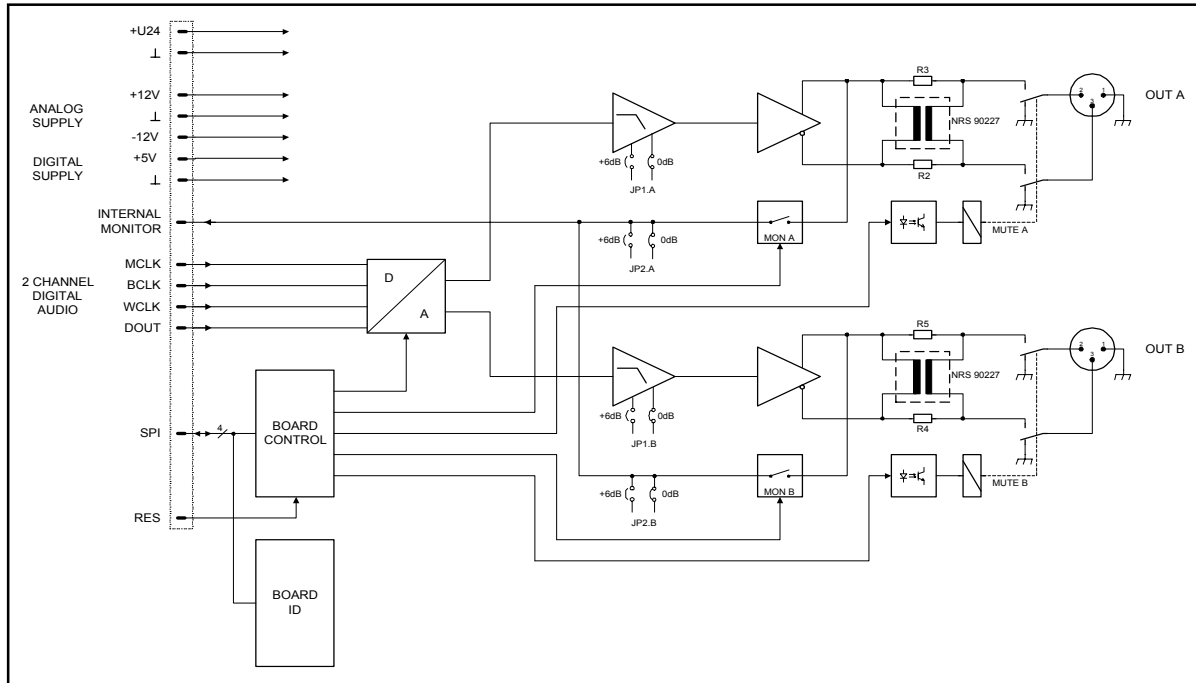 +U24
⊥
ANALOG
SUPPLY
+12V
⊥
-12V
DIGITAL
SUPPLY
+5V
⊥
INTERNAL
MONITOR
2 CHANNEL
DIGITAL
AUDIO
MCLK
BCLK
WCLK
DOUT
SPI
4
RES
D
A
BOARD
CONTROL
BOARD
ID
+6dB
0dB
JP1.A
+6dB
0dB
JP2.A
MON A
R3
NRS 90227
R2
MUTE A
2
1
3
OUT A
+6dB
0dB
JP1.B
+6dB
0dB
JP2.B
MON B
R5
NRS 90227
R4
MUTE B
2
1
3
OUT B